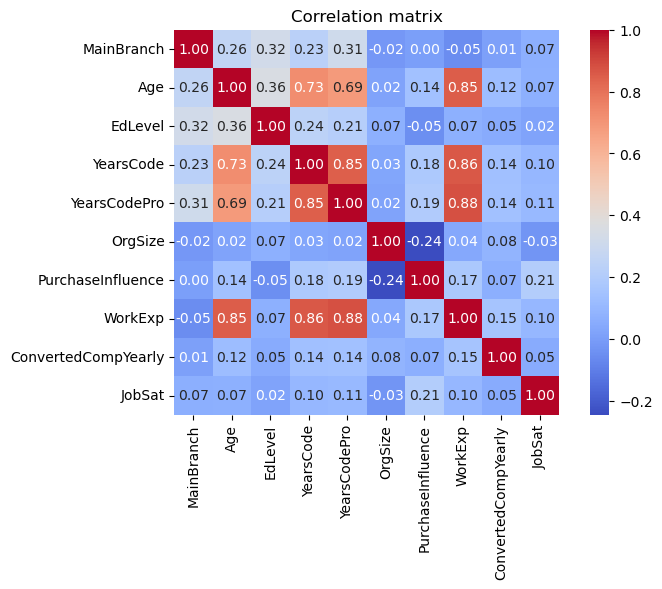 Correlation matrix
MainBranch 1.00 0.26 0.32 0.23 0.31 -0.02 0.00 -0.05 0.01 0.07
Age 0.26 1.00 0.36 0.73 0.69 0.02 0.14 0.85 0.12 0.07
EdLevel 0.32 0.36 1.00 0.24 0.21 0.07 -0.05 0.07 0.05 0.02
YearsCode 0.23 0.73 0.24 1.00 0.85 0.03 0.18 0.86 0.14 0.10
YearsCodePro 0.31 0.69 0.21 0.85 1.00 0.02 0.19 0.88 0.14 0.11
OrgSize -0.02 0.02 0.07 0.03 0.02 1.00 -0.24 0.04 0.08 -0.03
PurchaseInfluence 0.00 0.14 -0.05 0.18 0.19 -0.24 1.00 0.17 0.07 0.21
WorkExp -0.05 0.85 0.07 0.86 0.88 0.04 0.17 1.00 0.15 0.10
ConvertedCompYearly 0.01 0.12 0.05 0.14 0.14 0.08 0.07 0.15 1.00 0.05
JobSat 0.07 0.07 0.02 0.10 0.11 -0.03 0.21 0.10 0.05 1.00
MainBranch
Age
EdLevel
YearsCode
YearsCodePro
OrgSize
PurchaseInfluence
WorkExp
ConvertedCompYearly
JobSat
1.0
0.8
0.6
0.4
0.2
0.0
−0.2